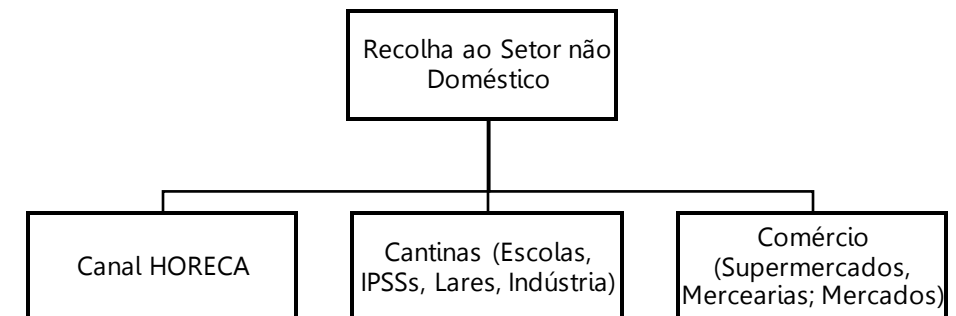 Recolha ao Setor não
Doméstico
Canal HORECA
Cantinas (Escolas,
IPSSs, Lares, Indústria)
Comércio
(Supermercados,
Mercearias; Mercados)